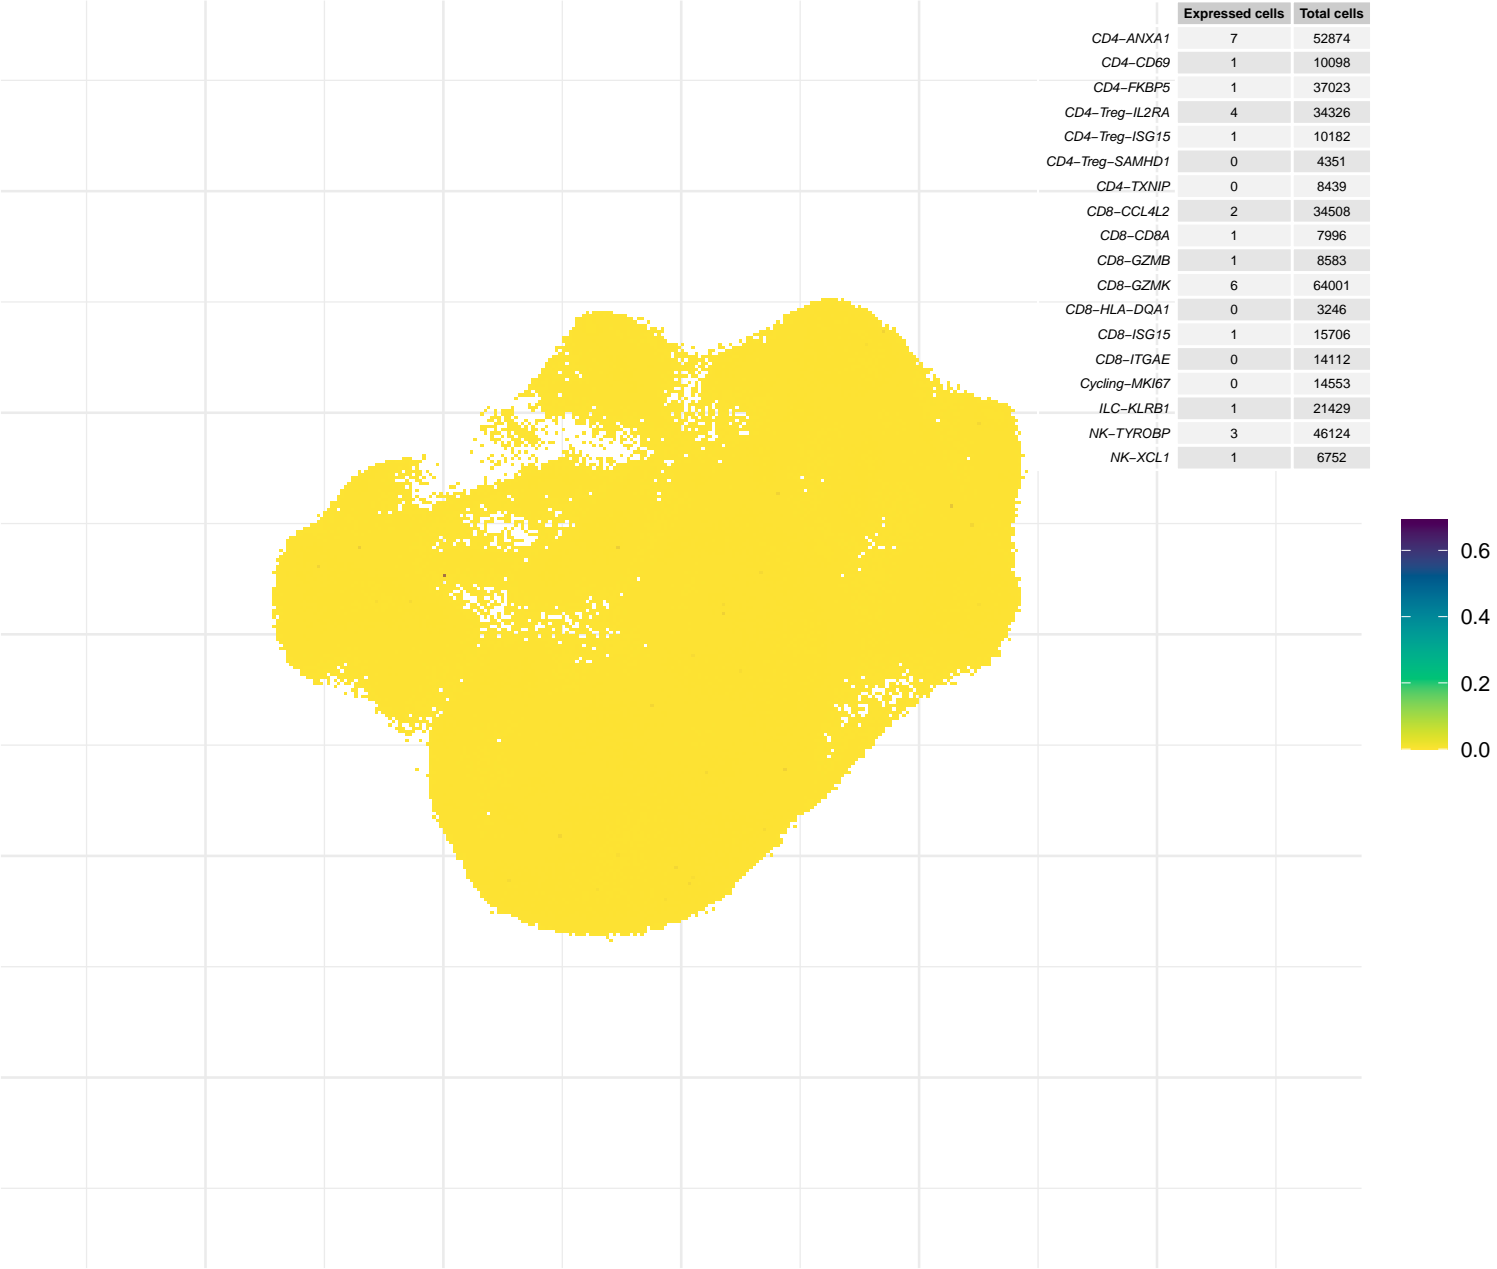 Expressed cells Total cells
CD4−ANXA1 7 52874
CD4−CD69 1 10098
CD4−FKBP5 1 37023
CD4−Treg−IL2RA 4 34326
CD4−Treg−ISG15 1 10182
CD4−Treg−SAMHD1 0 4351
CD4−TXNIP 0 8439
CD8−CCL4L2 2 34508
CD8−CD8A 1 7996
CD8−GZMB 1 8583
CD8−GZMK 6 64001
CD8−HLA−DQA1 0 3246
CD8−ISG15 1 15706
CD8−ITGAE 0 14112
Cycling−MKI67 0 14553
ILC−KLRB1 1 21429
NK−TYROBP 3 46124
NK−XCL1 1 6752
0.6
0.4
0.2
0.0